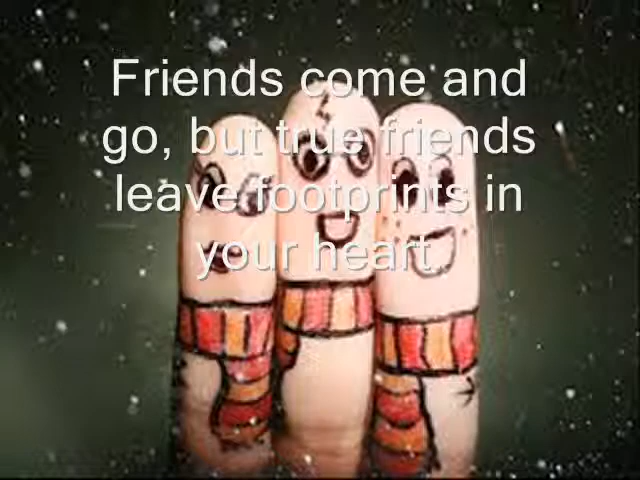 Friends come and
go, but true friends
leave footprints in
your heart